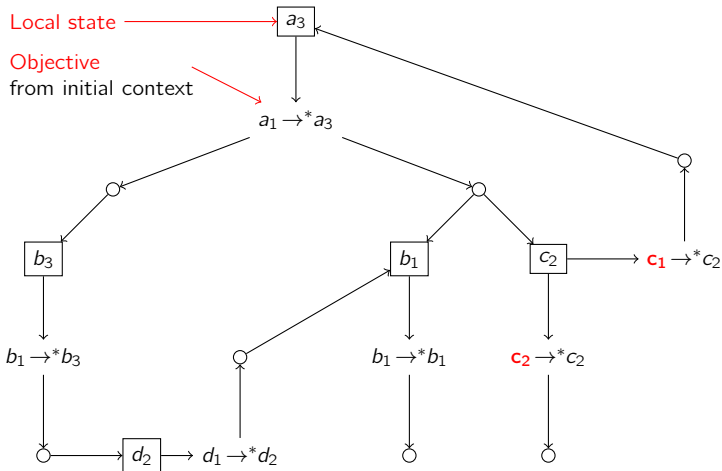 Local state
a₃
Objective
from initial context
a₁ →* a₃
b₃
b₁
c₂
c₁ →* c₂
b₁ →* b₃
b₁ →* b₁
c₂ →* c₂
d₂
d₁ →* d₂